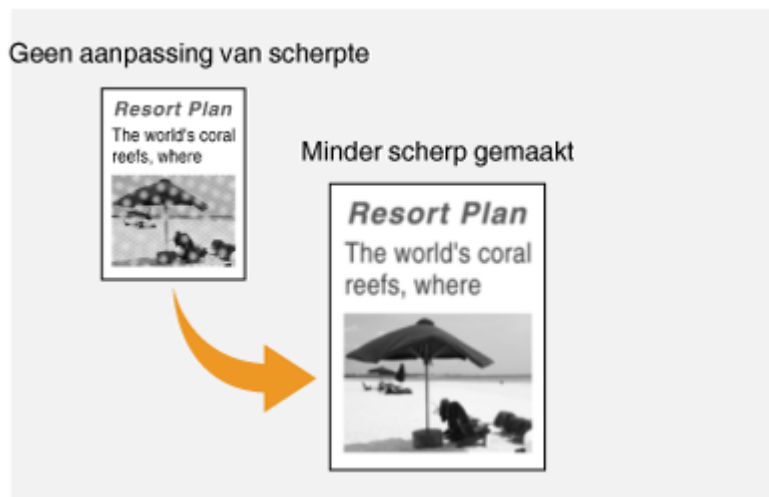 Geen aanpassing van scherpte
Resort Plan
The world's coral
reefs, where
Minder scherp gemaakt
Resort Plan
The world's coral
reefs, where